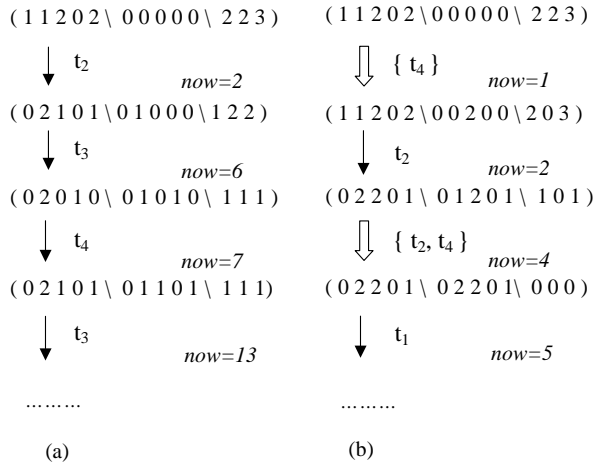 ( 1 1 2 0 2 \ 0 0 0 0 0 \ 2 2 3 )
t2
now=2
( 0 2 1 0 1 \ 0 1 0 0 0 \ 1 2 2 )
t3
now=6
( 0 2 0 1 0 \ 0 1 0 1 0 \ 1 1 1 )
t4
now=7
( 0 2 1 0 1 \ 0 1 1 0 1 \ 1 1 1)
t3
now=13
………
(a)
( 1 1 2 0 2 \ 0 0 0 0 0 \ 2 2 3 )
{ t4 }
now=1
( 1 1 2 0 2 \ 0 0 2 0 0 \ 2 0 3 )
t2
now=2
( 0 2 2 0 1 \ 0 1 2 0 1 \ 1 0 1 )
{ t2, t4 }
now=4
( 0 2 2 0 1 \ 0 2 2 0 1 \ 0 0 0 )
t1
now=5
………
(b)